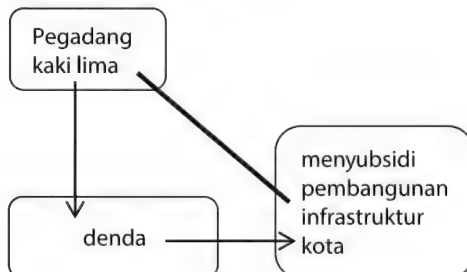 Pegadang
kaki lima
menyubsidi
pembangunan
infrastruktur
kota
denda